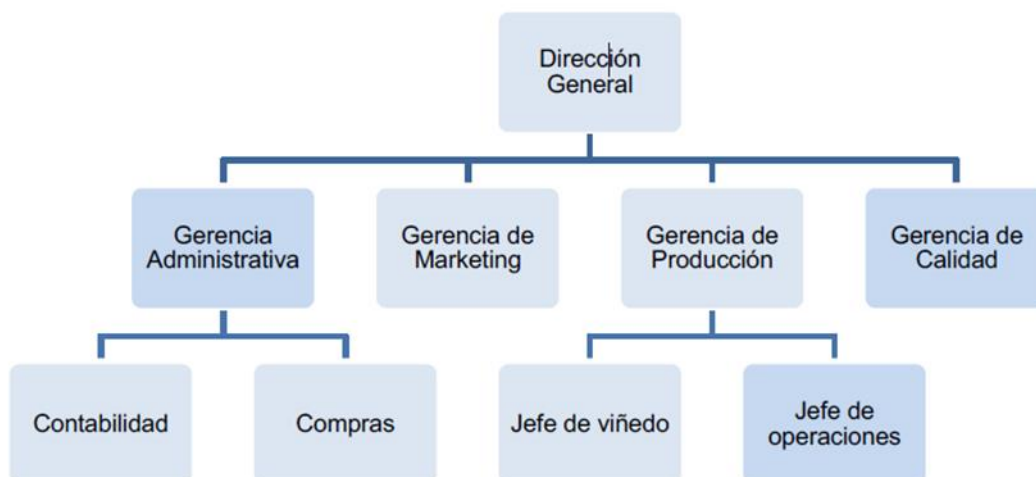 Dirección
General
Gerencia
Administrativa
Gerencia de
Marketing
Gerencia de
Producción
Gerencia de
Calidad
Contabilidad
Compras
Jefe de viñedo
Jefe de
operaciones